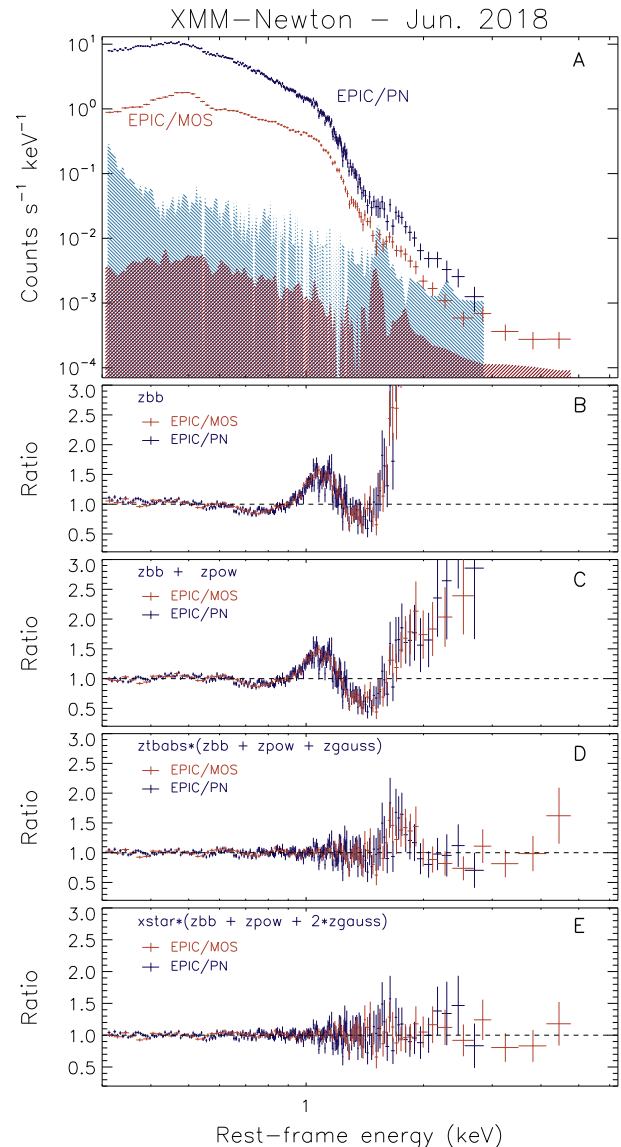 XMM-Newton - Jun. 2018
A
Counts s⁻¹ keV⁻¹
10¹
10⁰
10⁻¹
10⁻²
10⁻³
10⁻⁴
EPIC/PN
EPIC/MOS
B
zbb
EPIC/MOS
EPIC/PN
Ratio
3.0
2.5
2.0
1.5
1.0
0.5
C
zbb + zpow
EPIC/MOS
EPIC/PN
Ratio
3.0
2.5
2.0
1.5
1.0
0.5
D
ztbabs*(zbb + zpow + zgauss)
EPIC/MOS
EPIC/PN
Ratio
3.0
2.5
2.0
1.5
1.0
0.5
E
xstar*(zbb + zpow + 2*zgauss)
EPIC/MOS
EPIC/PN
Ratio
3.0
2.5
2.0
1.5
1.0
0.5
1
Rest-frame energy (keV)